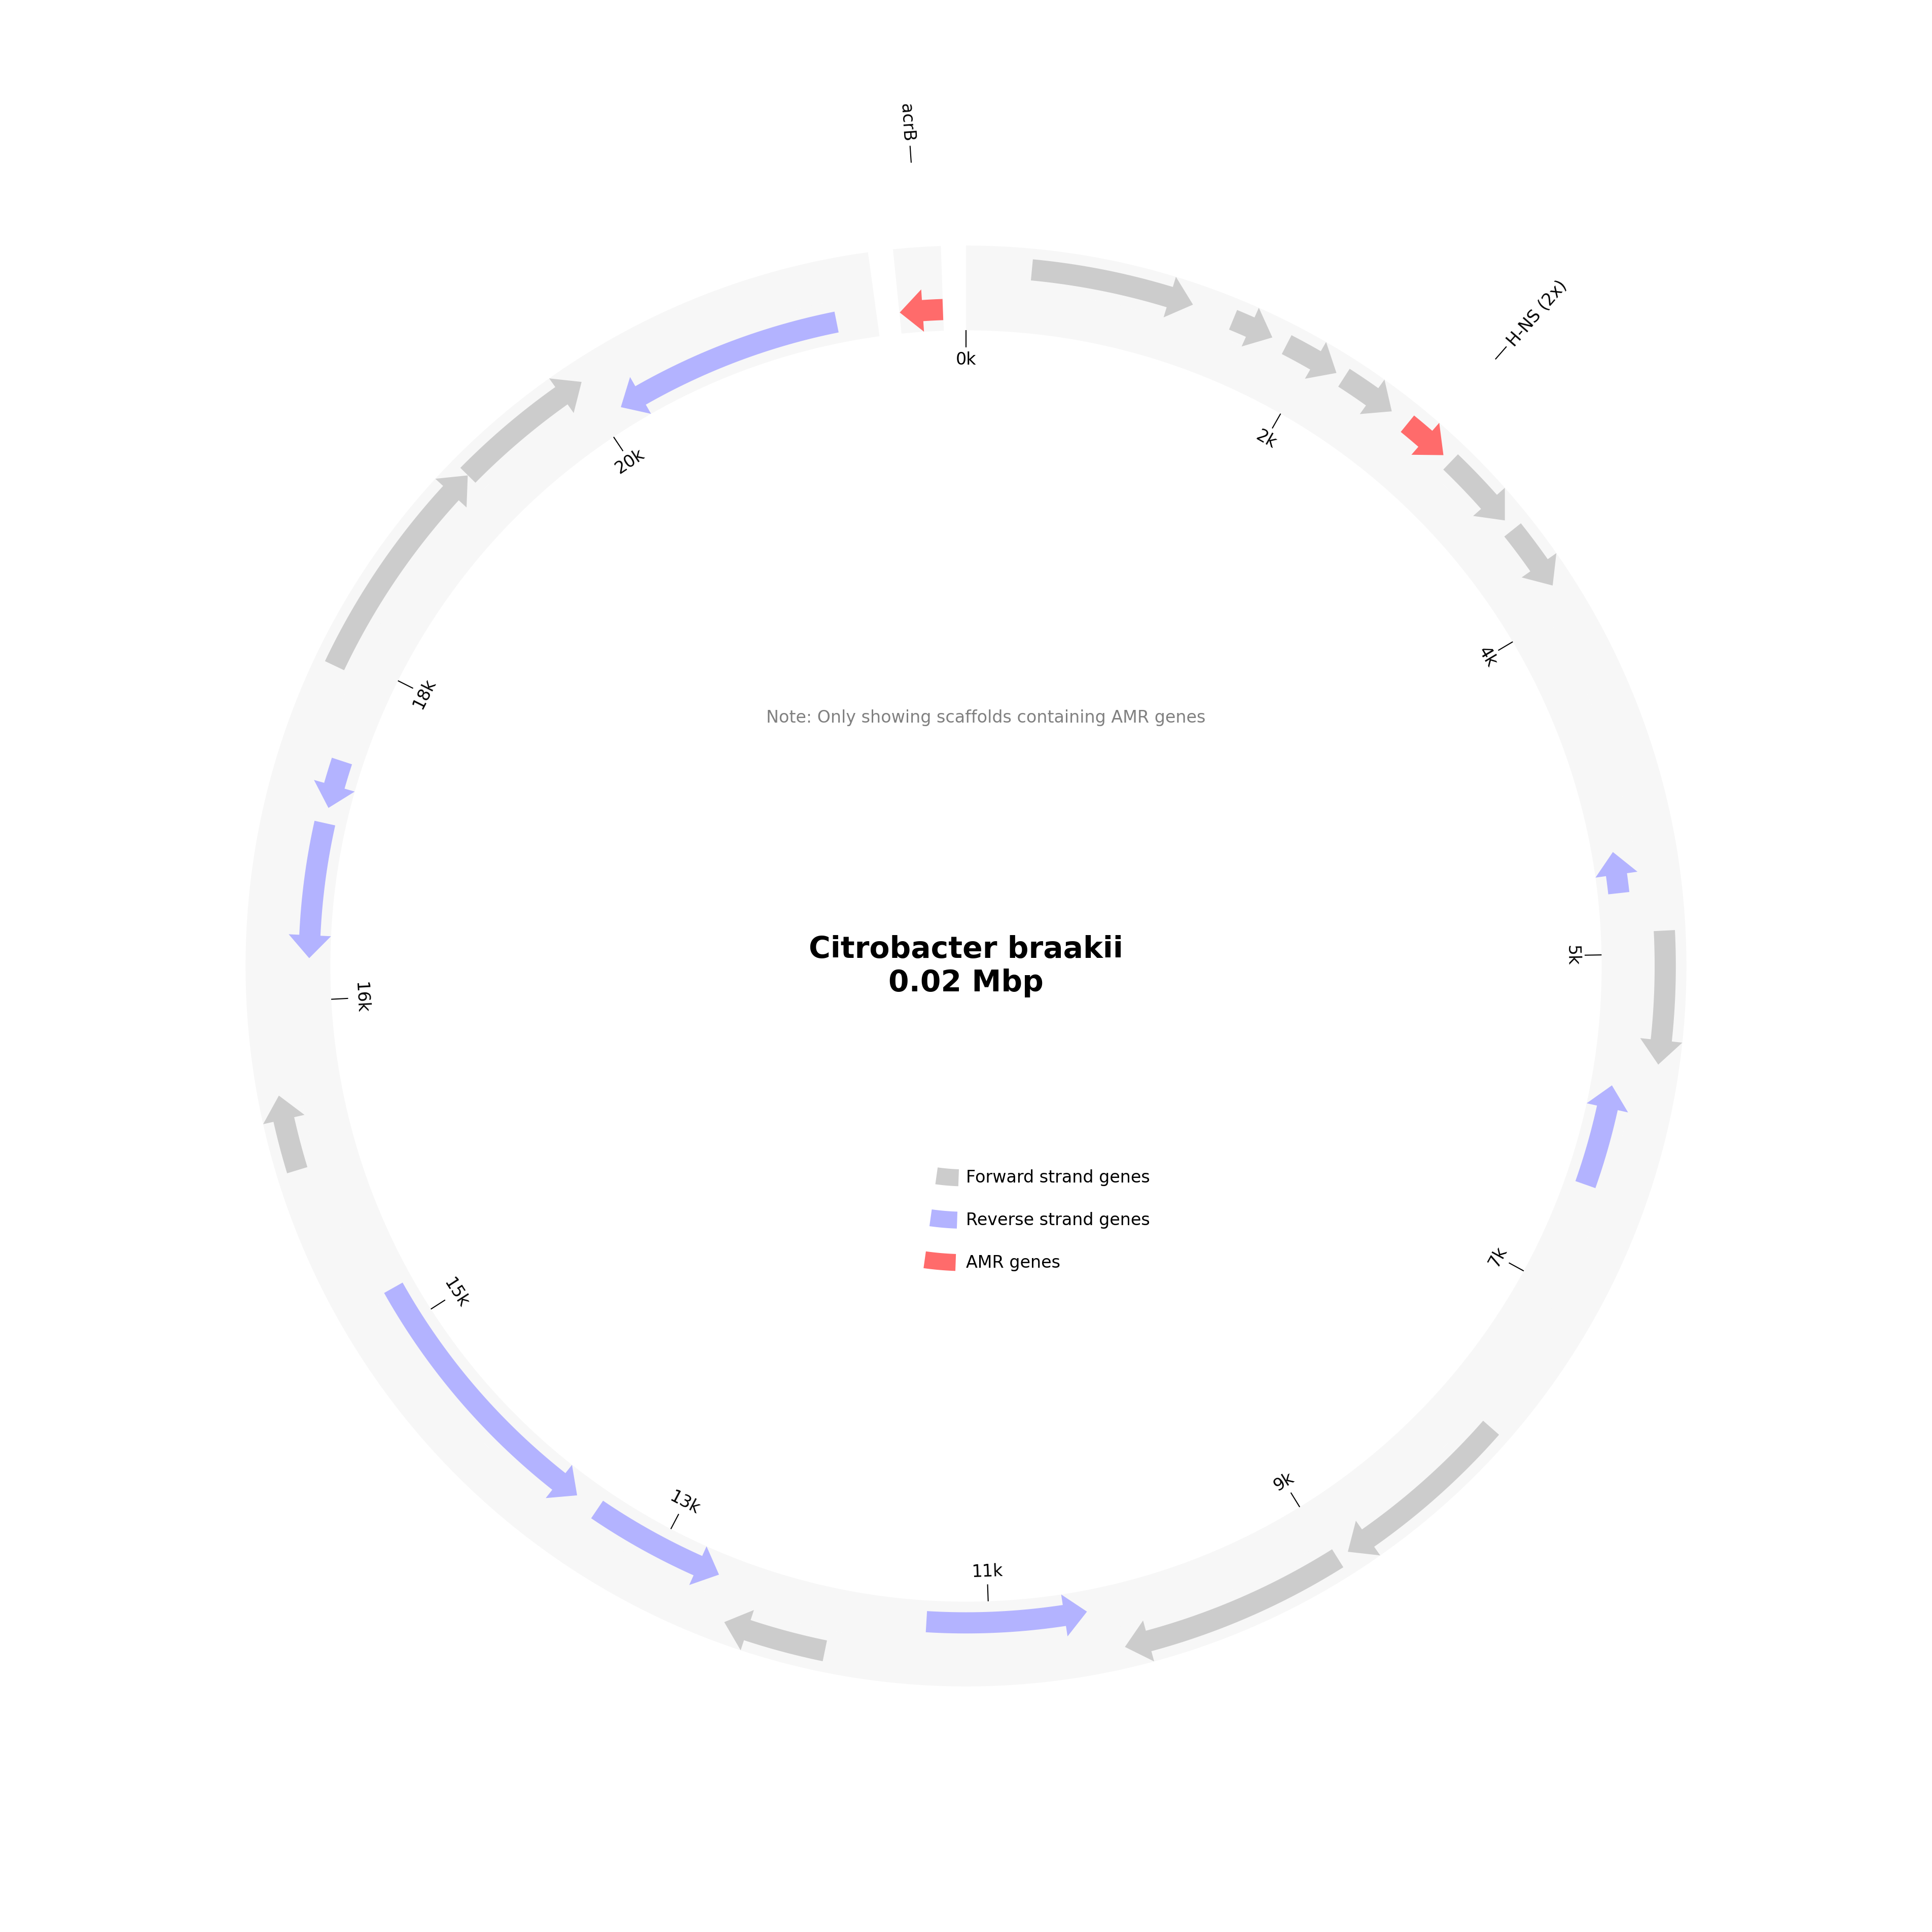 acrB
H-NS (2x)
0k
2k
20k
4k
18k
Note: Only showing scaffolds containing AMR genes
5k
Citrobacter braakii
0.02 Mbp
16k
Forward strand genes
Reverse strand genes
AMR genes
7k
15k
9k
13k
11k